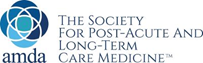 THE SOCIETY
FOR POST-ACUTE AND
LONG-TERM
CARE MEDICINE™
amda